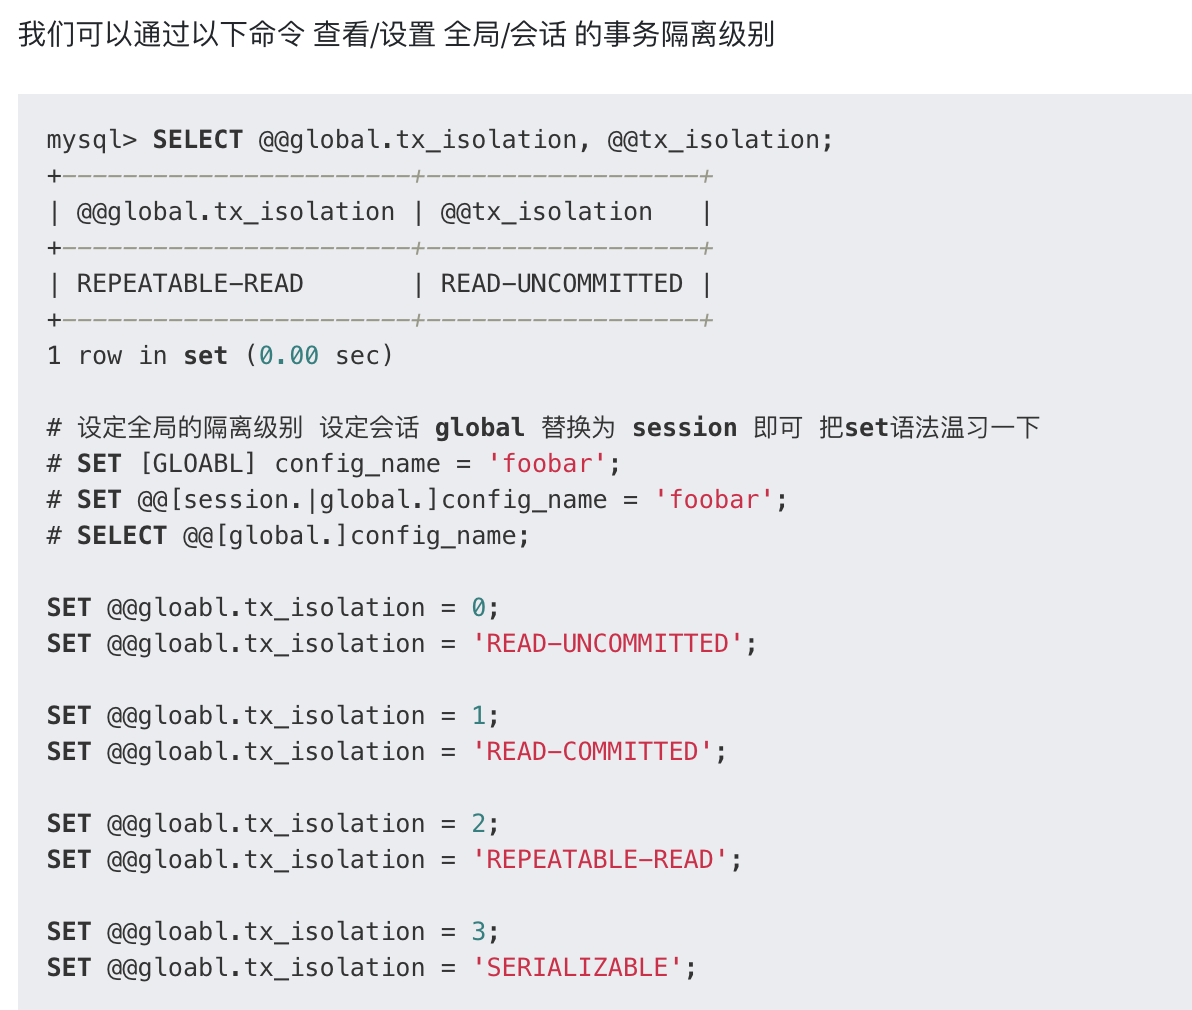 我们可以通过以下命令 查看/设置 全局/会话 的事务隔离级别
mysql> SELECT @@global.tx_isolation, @@tx_isolation;
+-----------------------+------------------+
| @@global.tx_isolation | @@tx_isolation   |
+-----------------------+------------------+
| REPEATABLE-READ       | READ-UNCOMMITTED |
+-----------------------+------------------+
1 row in set (0.00 sec)
# 设定全局的隔离级别 设定会话 global 替换为 session 即可 把set语法温习一下
# SET [GLOABL] config_name = 'foobar';
# SET @@[session.|global.]config_name = 'foobar';
# SELECT @@[global.]config_name;
SET @@gloabl.tx_isolation = 0;
SET @@gloabl.tx_isolation = 'READ-UNCOMMITTED';
SET @@gloabl.tx_isolation = 1;
SET @@gloabl.tx_isolation = 'READ-COMMITTED';
SET @@gloabl.tx_isolation = 2;
SET @@gloabl.tx_isolation = 'REPEATABLE-READ';
SET @@gloabl.tx_isolation = 3;
SET @@gloabl.tx_isolation = 'SERIALIZABLE';